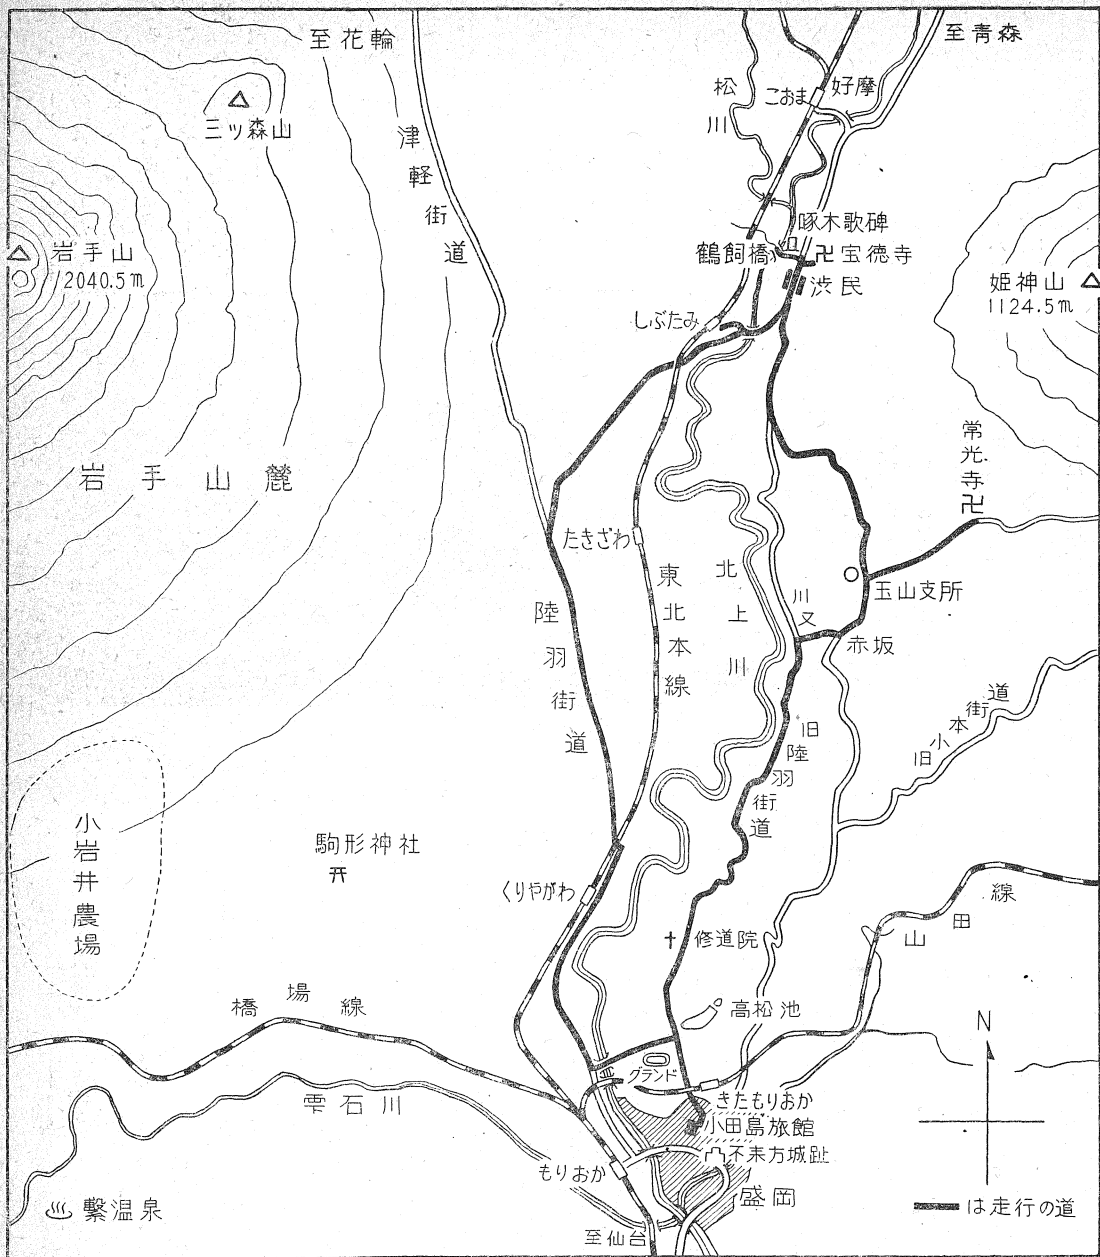 至花輪
至青森
松川
こおま
好摩
三ッ森山
津軽街道
啄木歌碑
岩手山
2040.5m
鶴飼橋
卍宝徳寺
渋民
姫神山
1124.5m
しぶたみ
岩手山麓
常光寺
卍
たきざわ
東北本線
北上川
川又
玉山支所
赤坂
陸羽街道
旧陸羽街道
旧小本街道
小岩井農場
駒形神社
くりやがわ
修道院
山田線
高松池
橋場線
N
グランド
雫石川
きたもりおか
小田島旅館
不来方城趾
もりおか
盛岡
繋温泉
は走行の道
至仙台